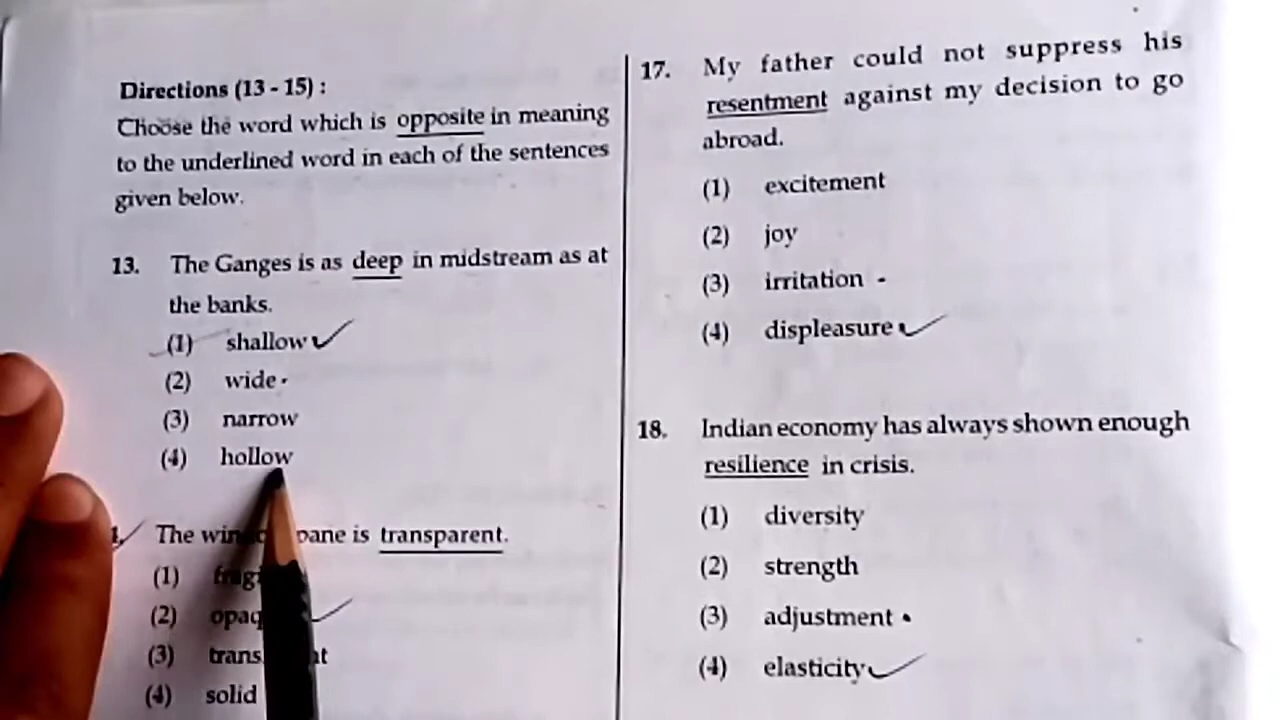 Directions (13 - 15) :
Choose the word which is opposite in meaning
to the underlined word in each of the sentences
given below.
13. The Ganges is as deep in midstream as at
the banks.
(1) shallow
(2) wide
(3) narrow
(4) hollow
The pane is transparent.
(1)
(2)
(3)
(4) solid
17. My father could not suppress his
resentment against my decision to go
abroad.
(1) excitement
(2) joy
(3) irritation
(4) displeasure
18. Indian economy has always shown enough
resilience in crisis.
(1) diversity
(2) strength
(3) adjustment
(4) elasticity